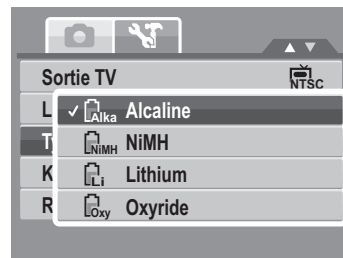 Sortie TV NTSC
L
Alka Alcaline
T
NiMH NiMH
K
Li Lithium
R
Oxy Oxyride